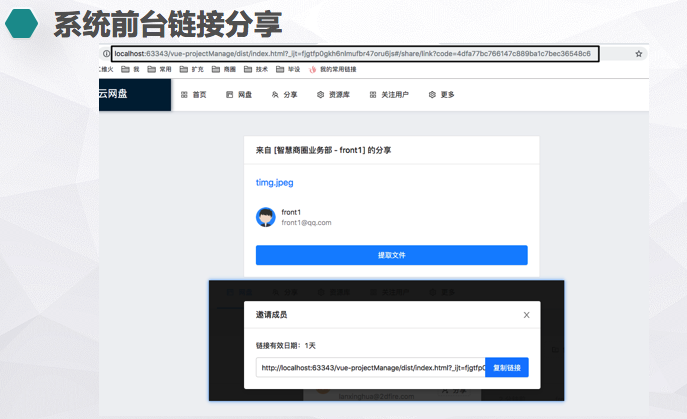 系统前台链接分享
localhost:63343/vue-projectManage/dist/index.html?_ijt=fjgtfp0gkh6nlmufbr47oru6js#/share/link?code=4dfa77bc766147c889ba1c7bec36548c6
我 常用 扩充 商圈 技术 毕设 我的常用链接
云网盘 首页 网盘 分享 资源库 关注用户 更多
来自 [智慧商圈业务部 - front1] 的分享
timg.jpeg
front1
front1@qq.com
提取文件
邀请成员
链接有效日期：1天
http://localhost:63343/vue-projectManage/dist/index.html?_ijt=fjgtfp0 复制链接